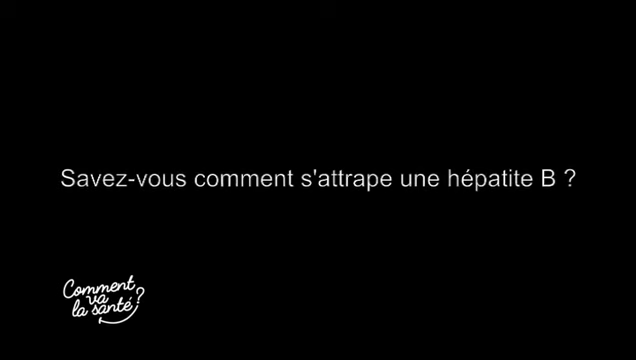 Savez-vous comment s'attrape une hépatite B ?
Comment
va
la santé ?